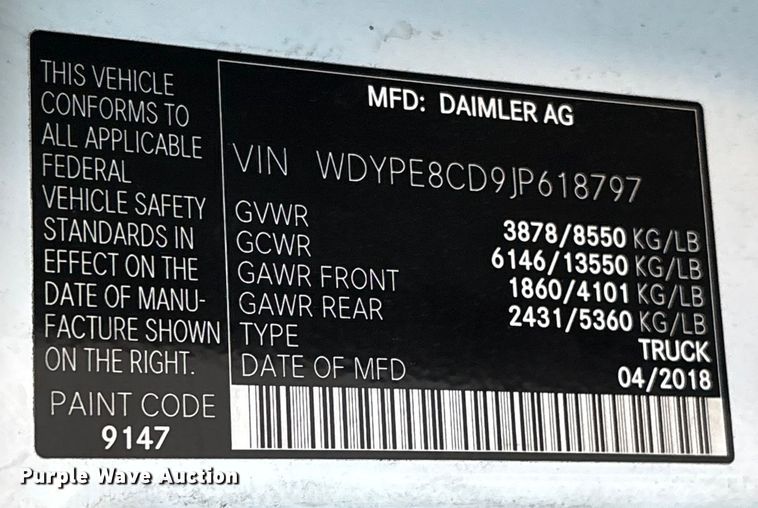 THIS VEHICLE
CONFORMS TO
ALL APPLICABLE
FEDERAL
VEHICLE SAFETY
STANDARDS IN
EFFECT ON THE
DATE OF MANU-
FACTURE SHOWN
ON THE RIGHT.
PAINT CODE
9147
MFD: DAIMLER AG
VIN WDYPE8CD9JP618797
GVWR 3878/8550 KG/LB
GCWR 6146/13550 KG/LB
GAWR FRONT 1860/4101 KG/LB
GAWR REAR 2431/5360 KG/LB
TYPE TRUCK
DATE OF MFD 04/2018
Purple Wave Auction